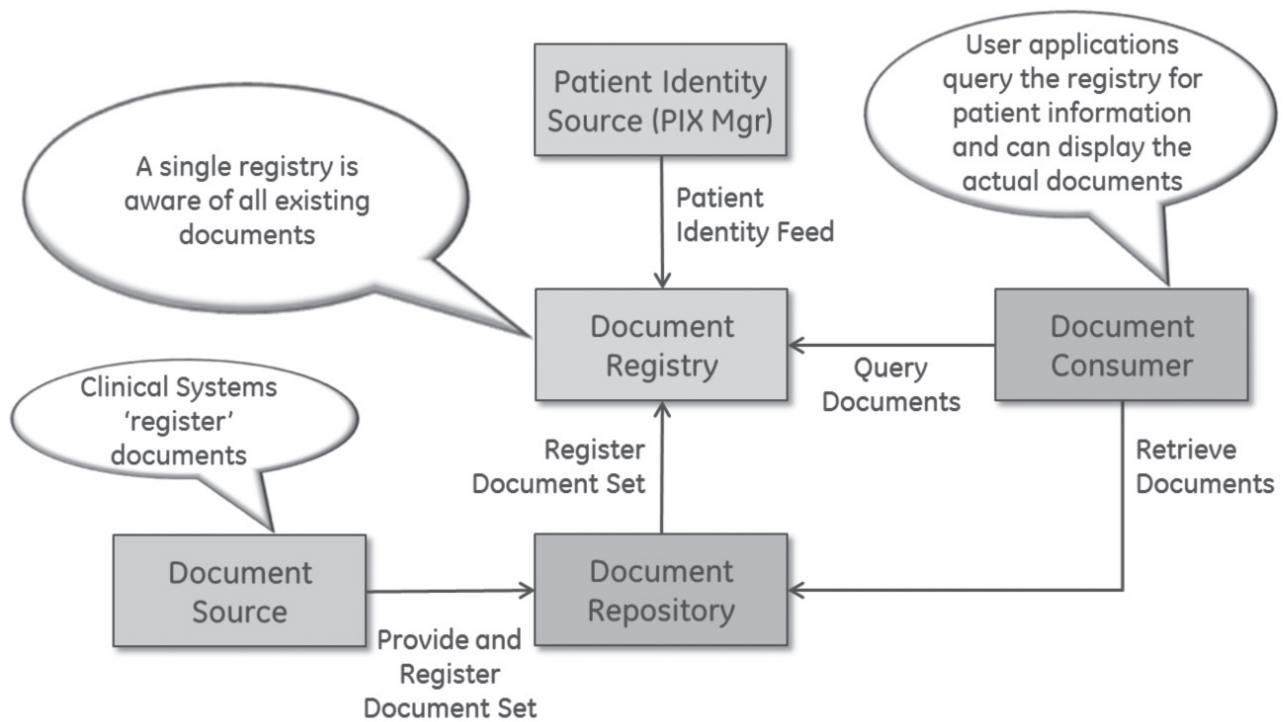 Patient Identity
Source (PIX Mgr)
User applications
query the registry for
patient information
and can display the
actual documents
A single registry is
aware of all existing
documents
Patient
Identity Feed
Document
Registry
Document
Consumer
Query
Documents
Clinical Systems
‘register’
documents
Register
Document Set
Retrieve
Documents
Document
Source
Document
Repository
Provide and
Register
Document Set